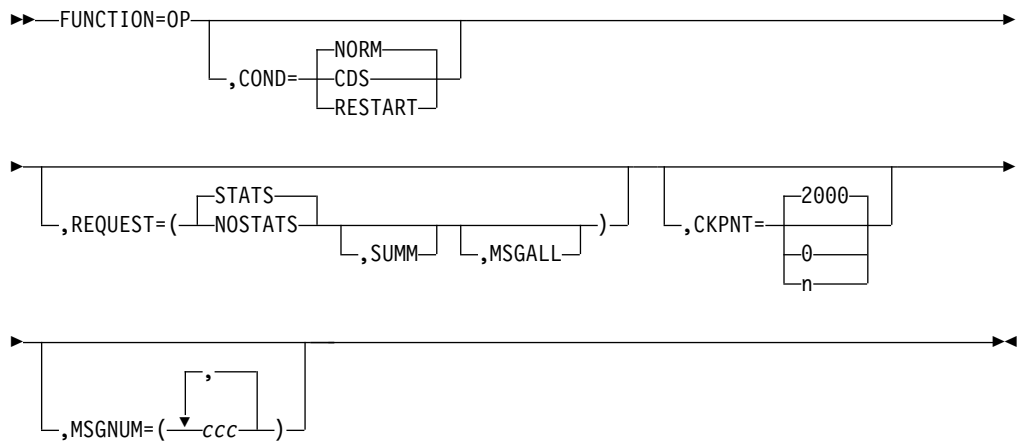 FUNCTION=OP
NORM
,COND= CDS
RESTART
STATS 2000
,REQUEST=( NOSTATS ) ,CKPNT=
,SUMM ,MSGALL 0
n
,
,MSGNUM=( ccc )